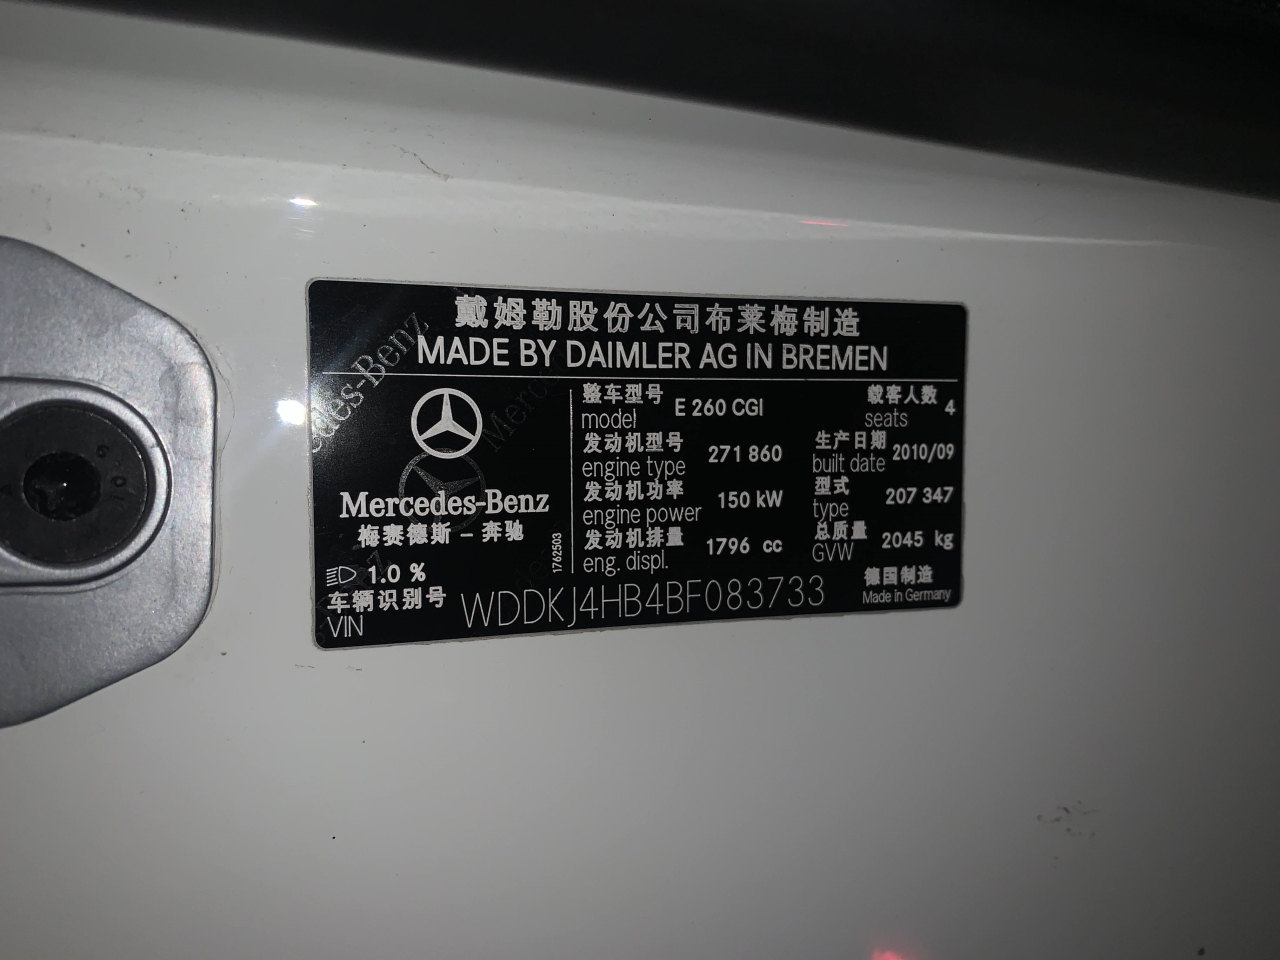 戴姆勒股份公司布莱梅制造
MADE BY DAIMLER AG IN BREMEN
Mercedes-Benz
梅赛德斯-奔驰
1.0 %
1762503
整车型号
model E 260 CGI
载客人数
seats 4
发动机型号
engine type 271 860
生产日期
built date 2010/09
发动机功率
engine power 150 kW
型式
type 207 347
发动机排量
eng. displ. 1796 cc
总质量
GVW 2045 kg
车辆识别号
VIN WDDKJ4HB4BF083733
德国制造
Made in Germany